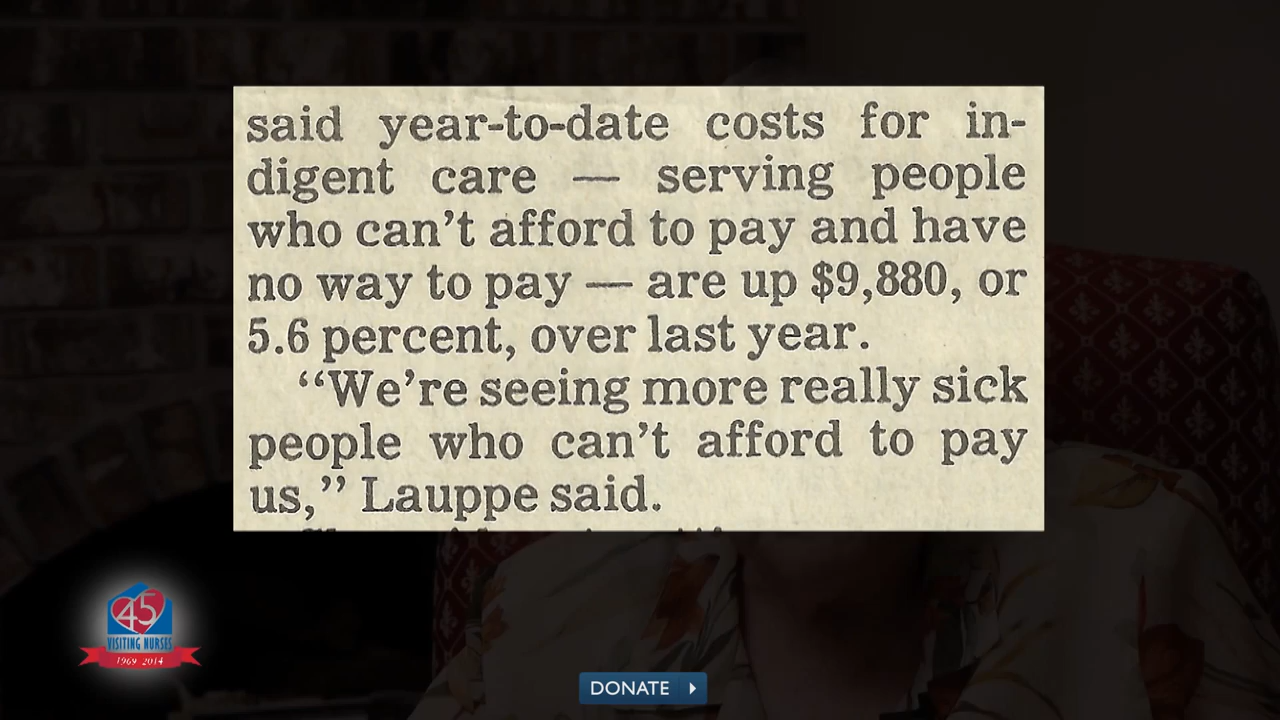 said year-to-date costs for in-
digent care — serving people
who can't afford to pay and have
no way to pay — are up $9,880, or
5.6 percent, over last year.
“We're seeing more really sick
people who can't afford to pay
us,” Lauppe said.
45
VISITING NURSES
1969 2014
DONATE